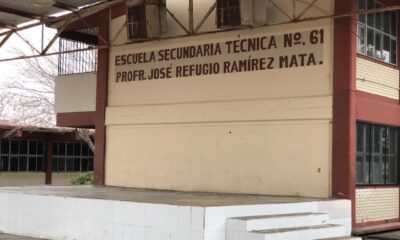 ESCUELA SECUNDARIA TÉCNICA Nº. 61
PROFR. JOSÉ REFUGIO RAMÍREZ MATA.